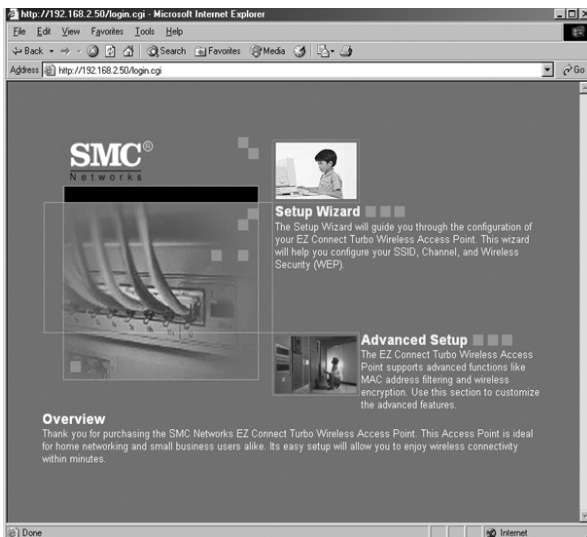 http://192.168.2.50/login.cgi - Microsoft Internet Explorer
File Edit View Favorites Tools Help
Back Search Favorites Media
Address http://192.168.2.50/login.cgi Go
SMC®
Networks
Setup Wizard
The Setup Wizard will guide you through the configuration of
your EZ Connect Turbo Wireless Access Point. This wizard
will help you configure your SSID, Channel, and Wireless
Security (WEP).
Advanced Setup
The EZ Connect Turbo Wireless Access
Point supports advanced functions like
MAC address filtering and wireless
encryption. Use this section to customize
the advanced features.
Overview
Thank you for purchasing the SMC Networks EZ Connect Turbo Wireless Access Point. This Access Point is ideal
for home networking and small business users alike. Its easy setup will allow you to enjoy wireless connectivity
within minutes.
Done Internet